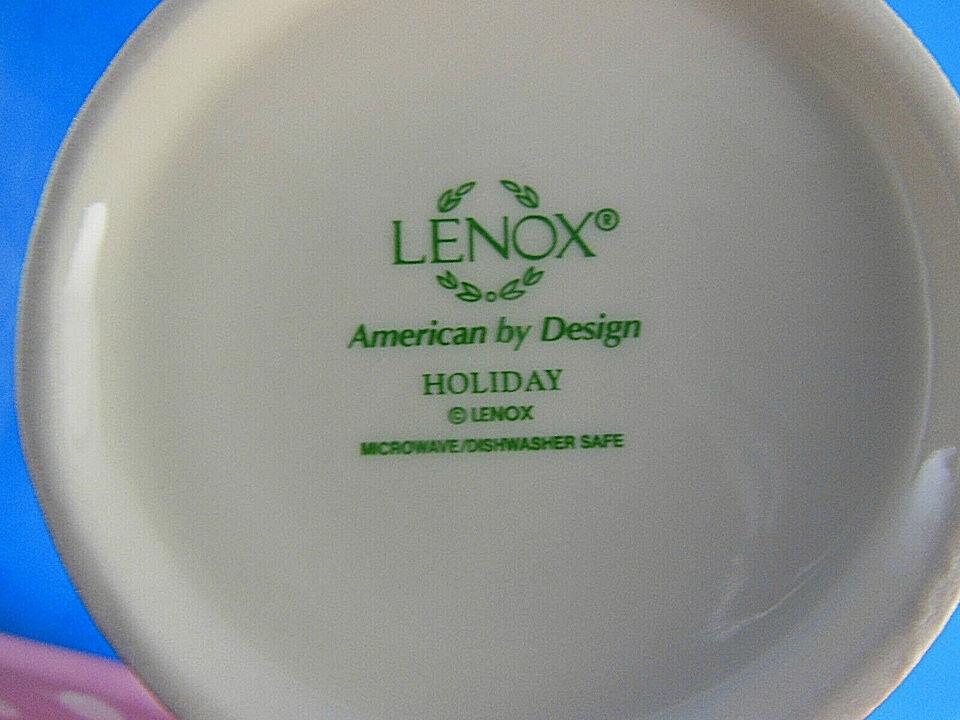 LENOX®
American by Design
HOLIDAY
© LENOX
MICROWAVE/DISHWASHER SAFE